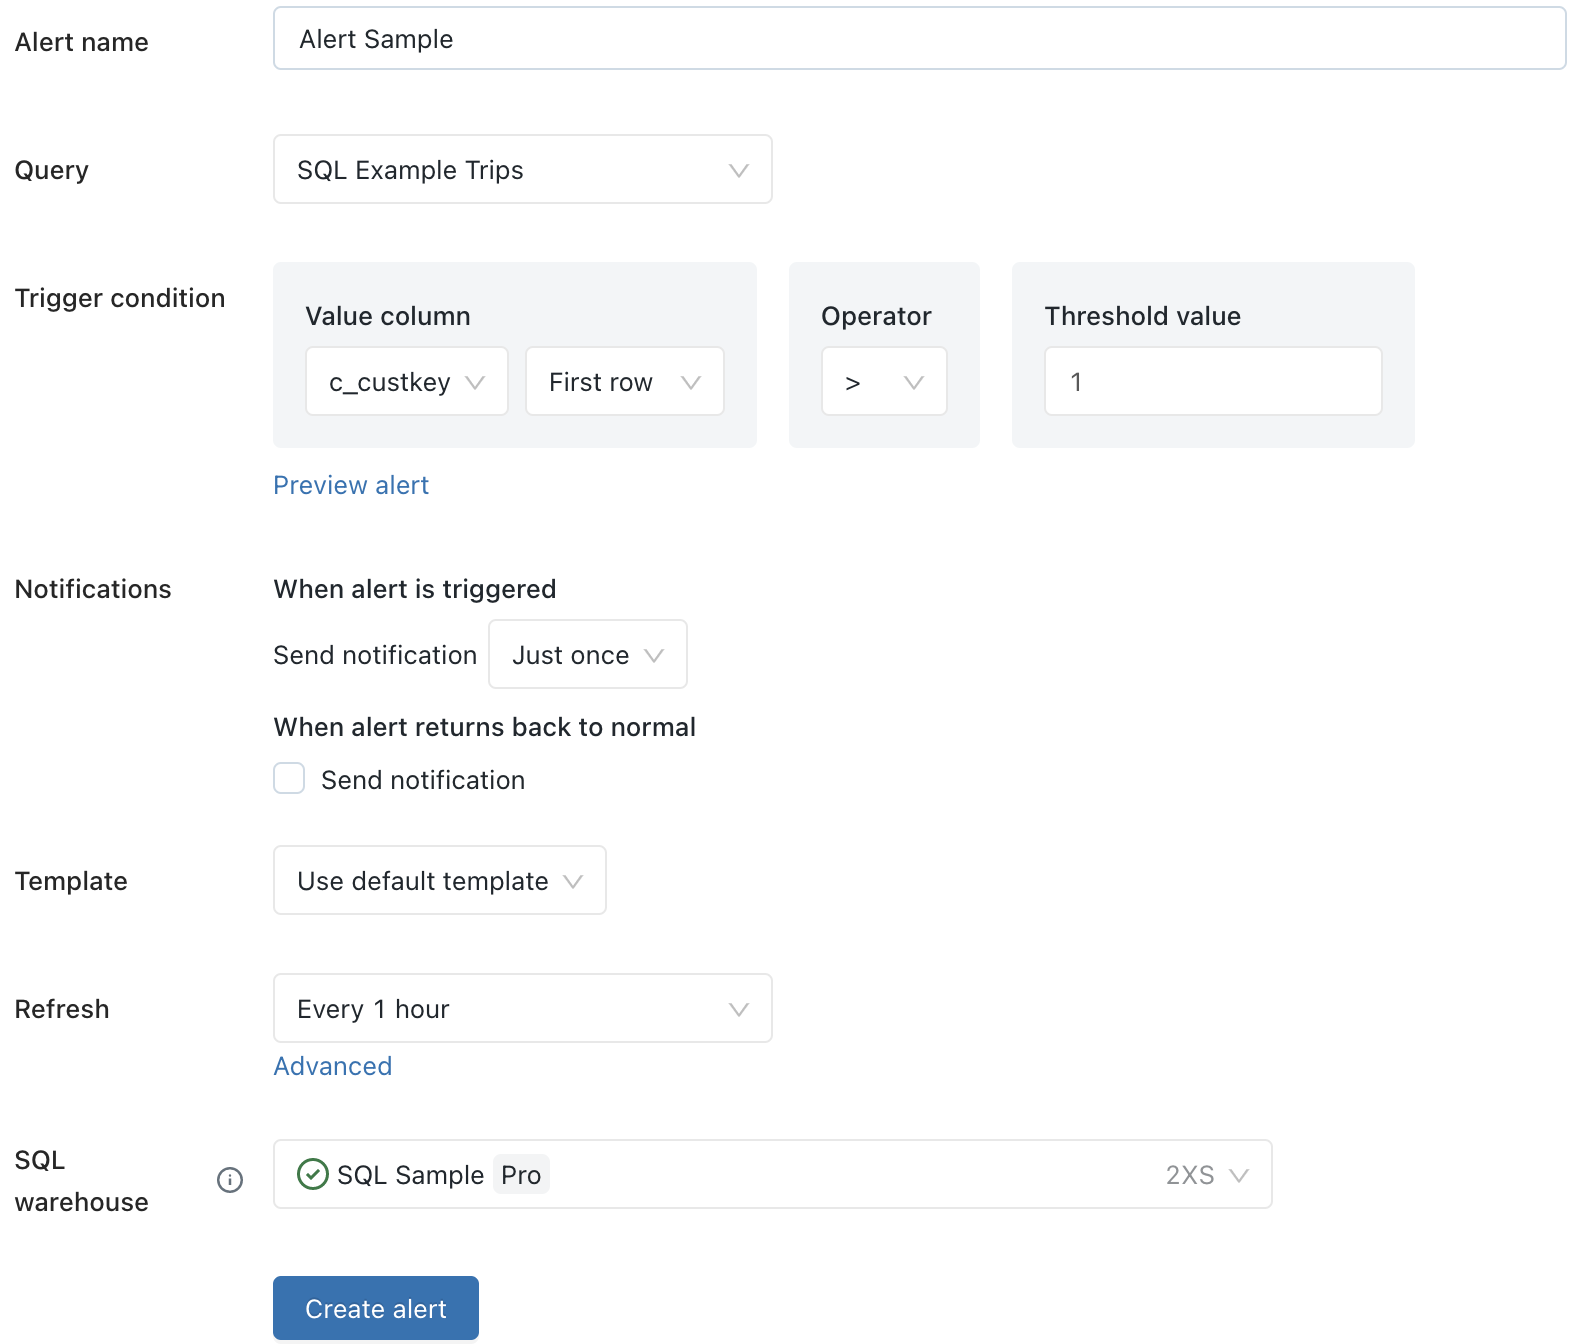 Alert name
Alert Sample
Query
SQL Example Trips
Trigger condition
Value column
Operator
Threshold value
c_custkey
First row
>
1
Preview alert
Notifications
When alert is triggered
Send notification
Just once
When alert returns back to normal
Send notification
Template
Use default template
Refresh
Every 1 hour
Advanced
SQL
warehouse
SQL Sample Pro
2XS
Create alert